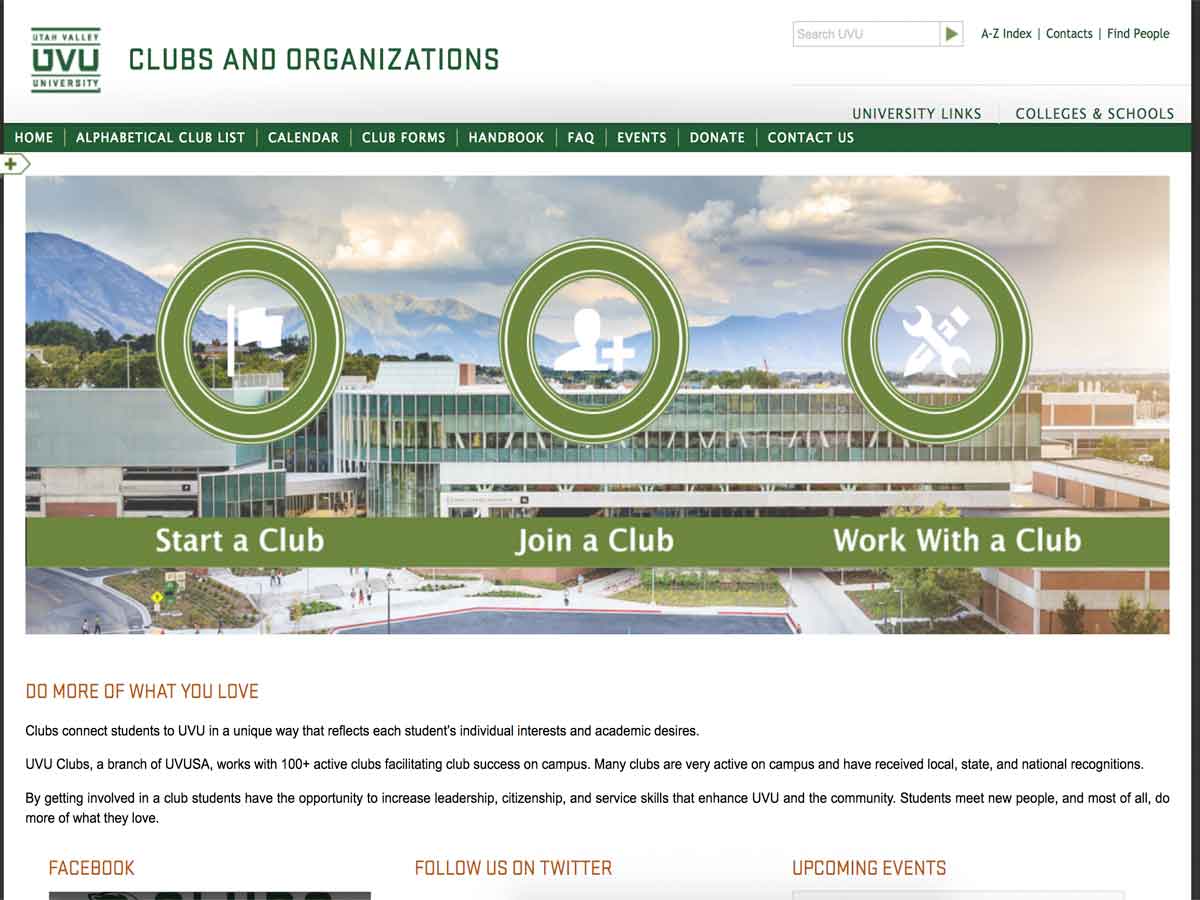 UTAH VALLEY
UVU
UNIVERSITY
CLUBS AND ORGANIZATIONS
Search UVU
A-Z Index | Contacts | Find People
UNIVERSITY LINKS
COLLEGES & SCHOOLS
HOME | ALPHABETICAL CLUB LIST | CALENDAR | CLUB FORMS | HANDBOOK | FAQ | EVENTS | DONATE | CONTACT US
Start a Club
Join a Club
Work With a Club
DO MORE OF WHAT YOU LOVE
Clubs connect students to UVU in a unique way that reflects each student's individual interests and academic desires.
UVU Clubs, a branch of UVUSA, works with 100+ active clubs facilitating club success on campus. Many clubs are very active on campus and have received local, state, and national recognitions.
By getting involved in a club students have the opportunity to increase leadership, citizenship, and service skills that enhance UVU and the community. Students meet new people, and most of all, do
more of what they love.
FACEBOOK
FOLLOW US ON TWITTER
UPCOMING EVENTS